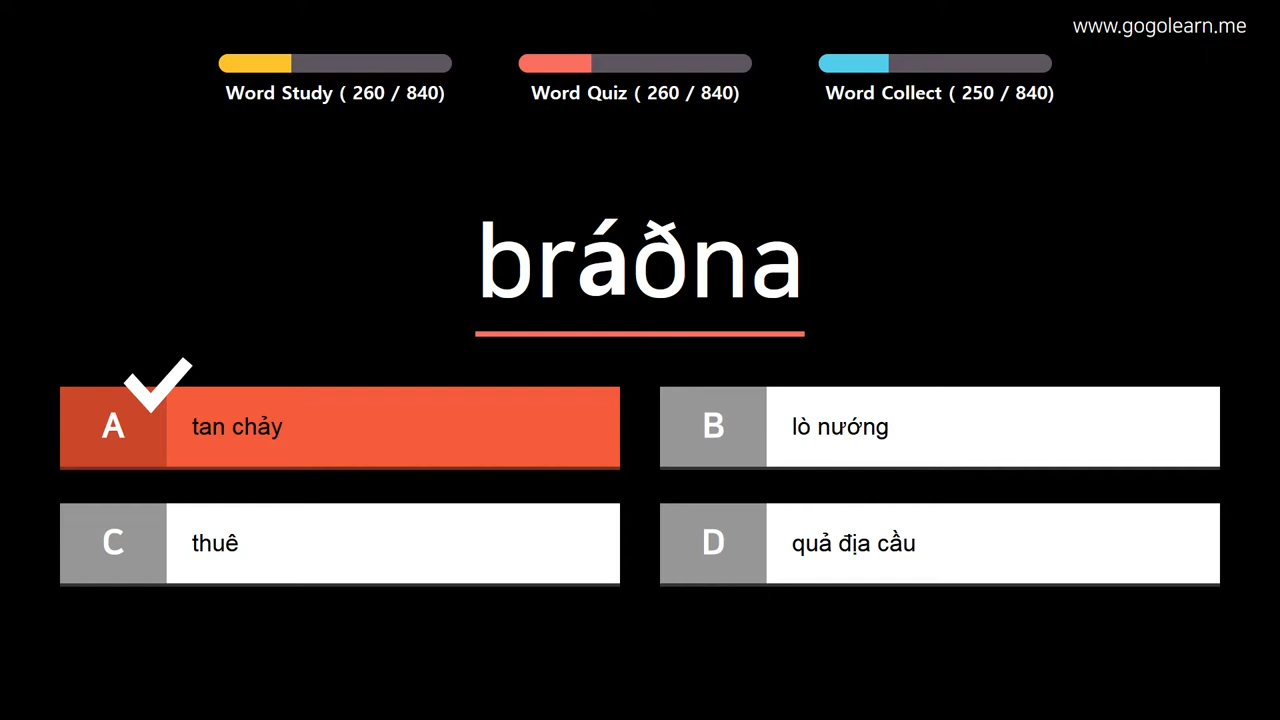 www.gogolearn.me
Word Study ( 260 / 840)
Word Quiz ( 260 / 840)
Word Collect ( 250 / 840)
bráðna
A tan chảy
B lò nướng
C thuê
D quả địa cầu